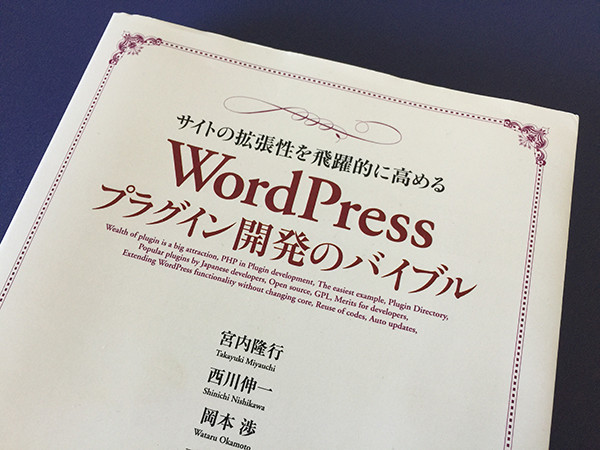 サイトの拡張性を飛躍的に高める
WordPress
プラグイン開発のバイブル
Wealth of plugin is a big attraction, PHP in Plugin development, The easiest example, Plugin Directory,
Popular plugins by Japanese developers, Open source, GPL, Merits for developers,
Extending WordPress functionality without changing core, Reuse of codes, Auto updates,
宮内隆行
Takayuki Miyauchi
西川伸一
Shinichi Nishikawa
岡本 渉
Wataru Okamoto